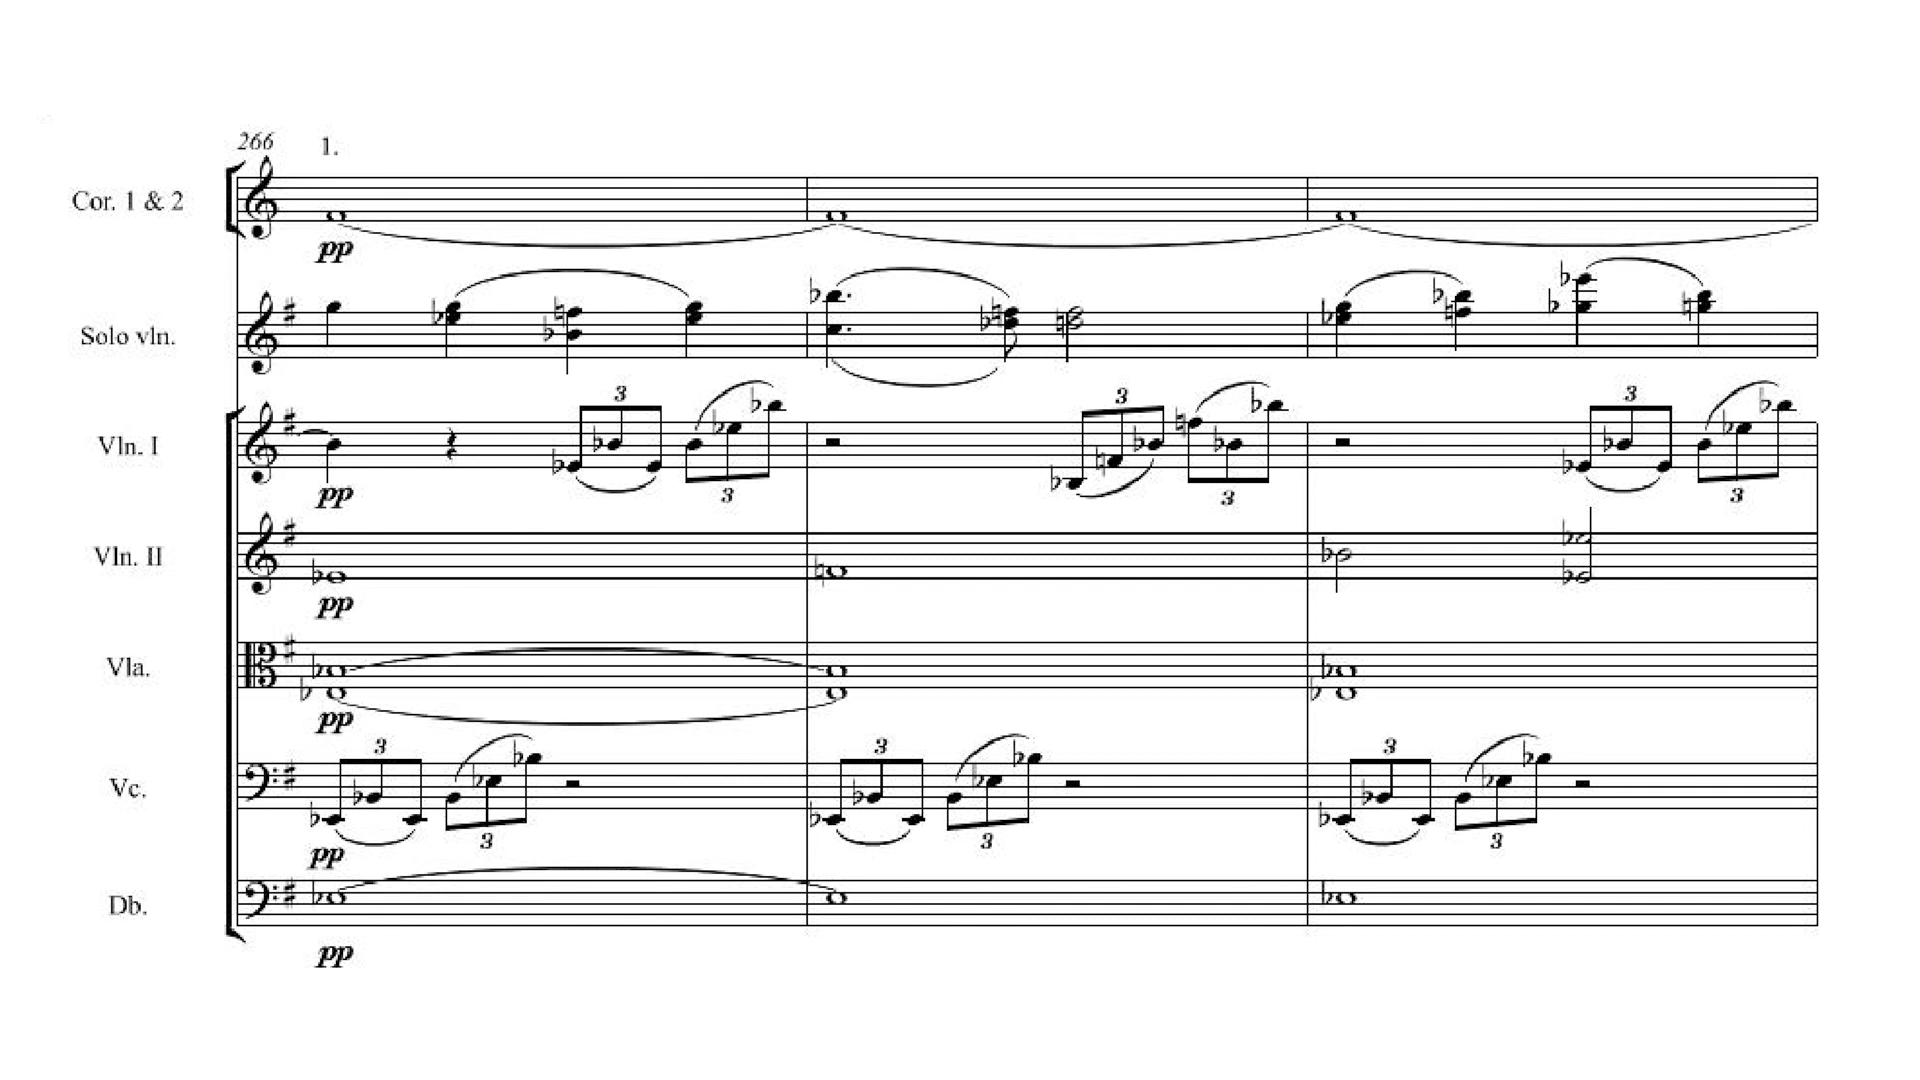 266 1.
Cor. 1 & 2
pp
Solo vln.
3 3 3 3 3 3
Vln. I
pp
Vln. II
pp
Vla.
pp
3 3 3 3 3 3
Vc.
pp
Db.
pp